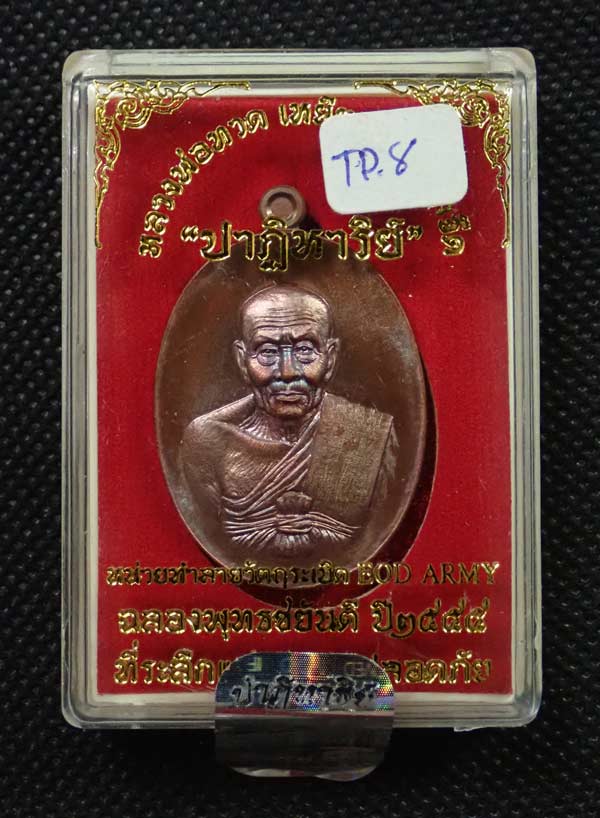 หลวงพ่อทวด
TP.8
"ปาฏิหาริย์"
หน่วยทำลายวัตถุระเบิด EOD ARMY
ฉลองพุทธชยันตี ปี๒๕๕๕
ที่ระลึก ปลอดภัย
ปาฏิหาริย์